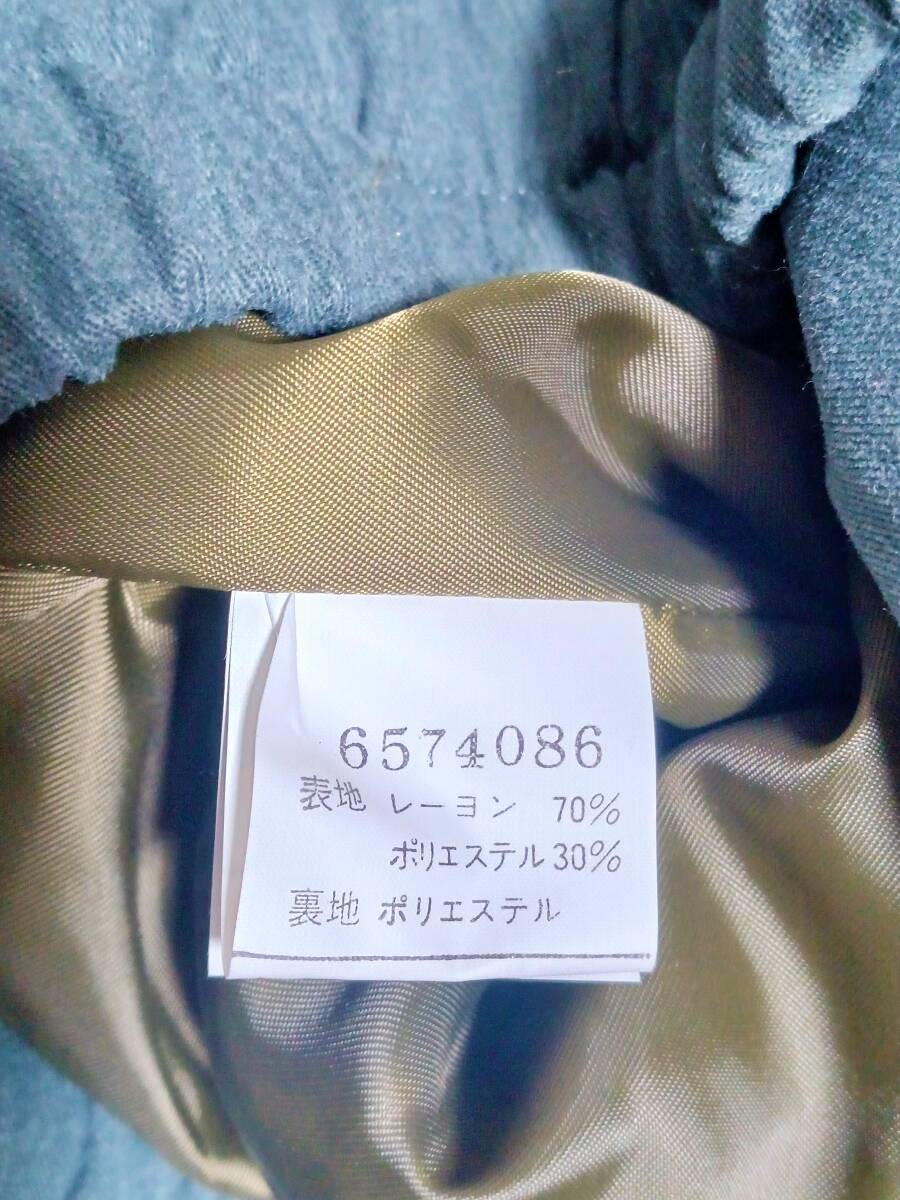 6574086
表地 レーヨン 70%
ポリエステル 30%
裏地 ポリエステル